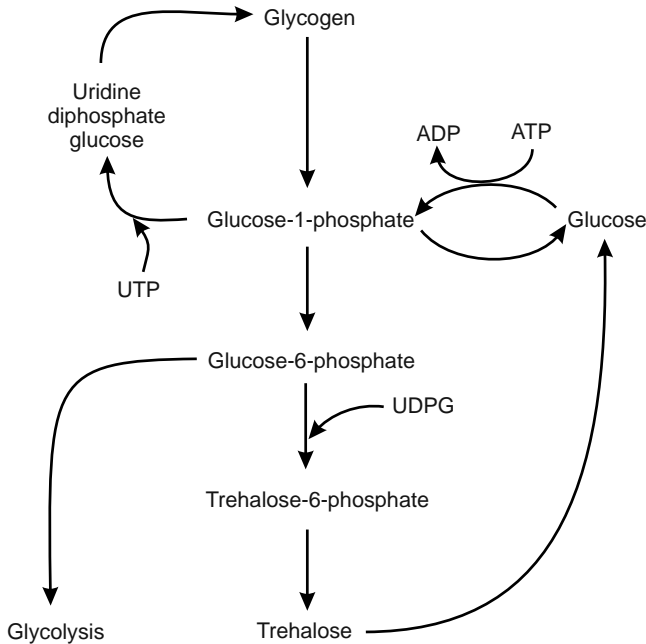 Glycogen
Uridine
diphosphate
glucose
ADP
ATP
Glucose-1-phosphate
Glucose
UTP
Glucose-6-phosphate
UDPG
Trehalose-6-phosphate
Glycolysis
Trehalose